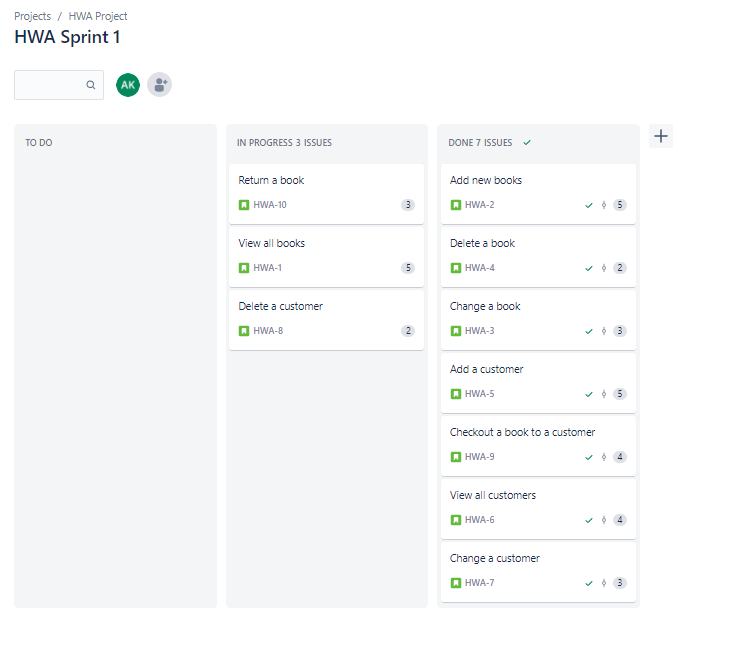 Projects / HWA Project
HWA Sprint 1
AK
TO DO
IN PROGRESS 3 ISSUES
Return a book
HWA-10 3
View all books
HWA-1 5
Delete a customer
HWA-8 2
DONE 7 ISSUES
Add new books
HWA-2 5
Delete a book
HWA-4 2
Change a book
HWA-3 3
Add a customer
HWA-5 5
Checkout a book to a customer
HWA-9 4
View all customers
HWA-6 4
Change a customer
HWA-7 3